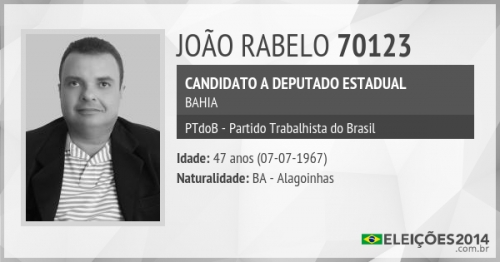 JOÃO RABELO 70123
CANDIDATO A DEPUTADO ESTADUAL
BAHIA
PTdoB - Partido Trabalhista do Brasil
Idade: 47 anos (07-07-1967)
Naturalidade: BA - Alagoinhas
ELEIÇÕES2014
.com.br